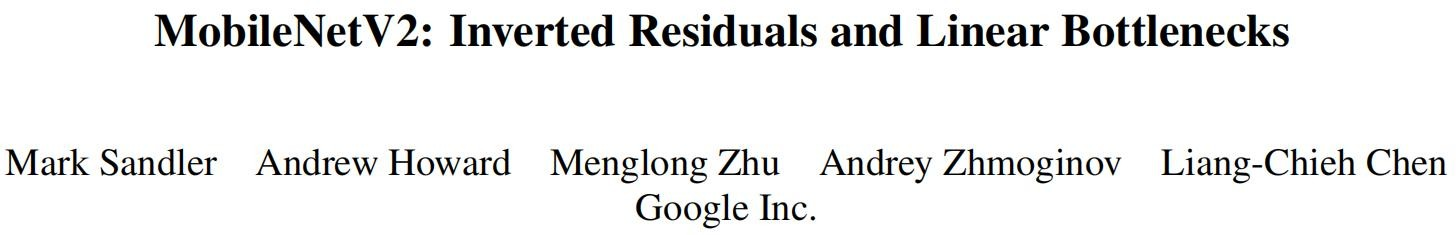 MobileNetV2: Inverted Residuals and Linear Bottlenecks
Mark Sandler Andrew Howard Menglong Zhu Andrey Zhmoginov Liang-Chieh Chen
Google Inc.